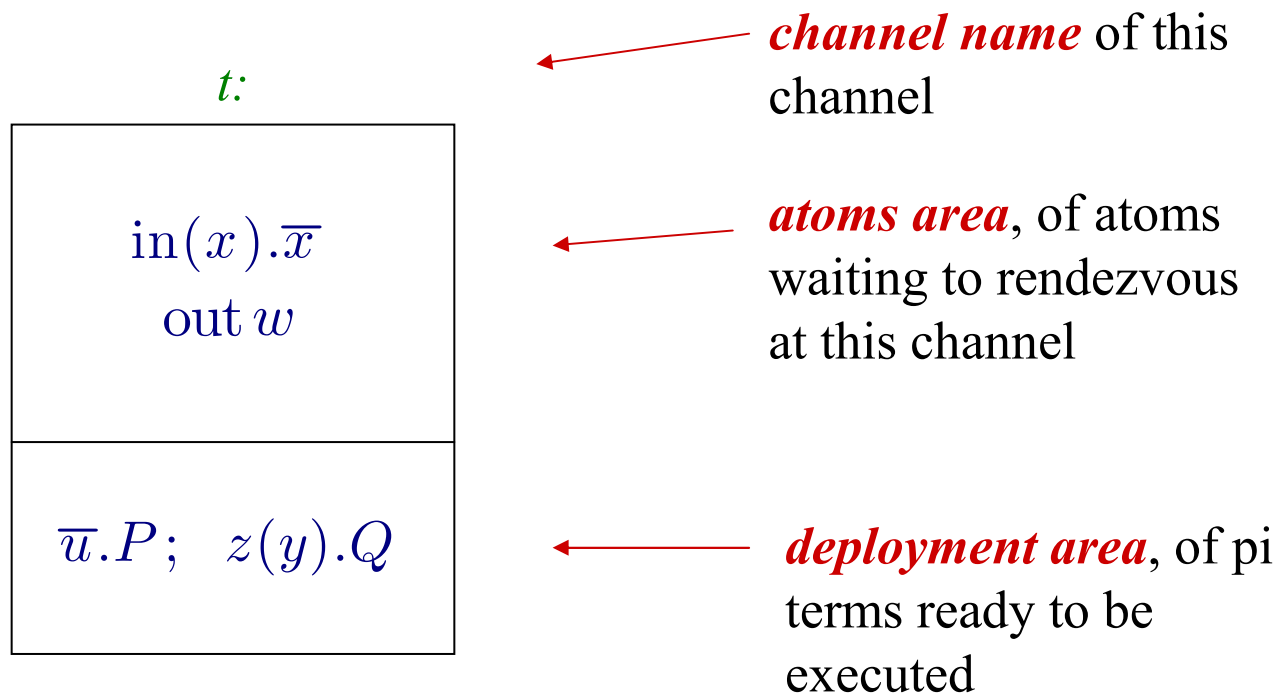 channel name of this
channel
t:
in(x).x̅
out w
atoms area, of atoms
waiting to rendezvous
at this channel
u̅.P; z(y).Q
deployment area, of pi
terms ready to be
executed